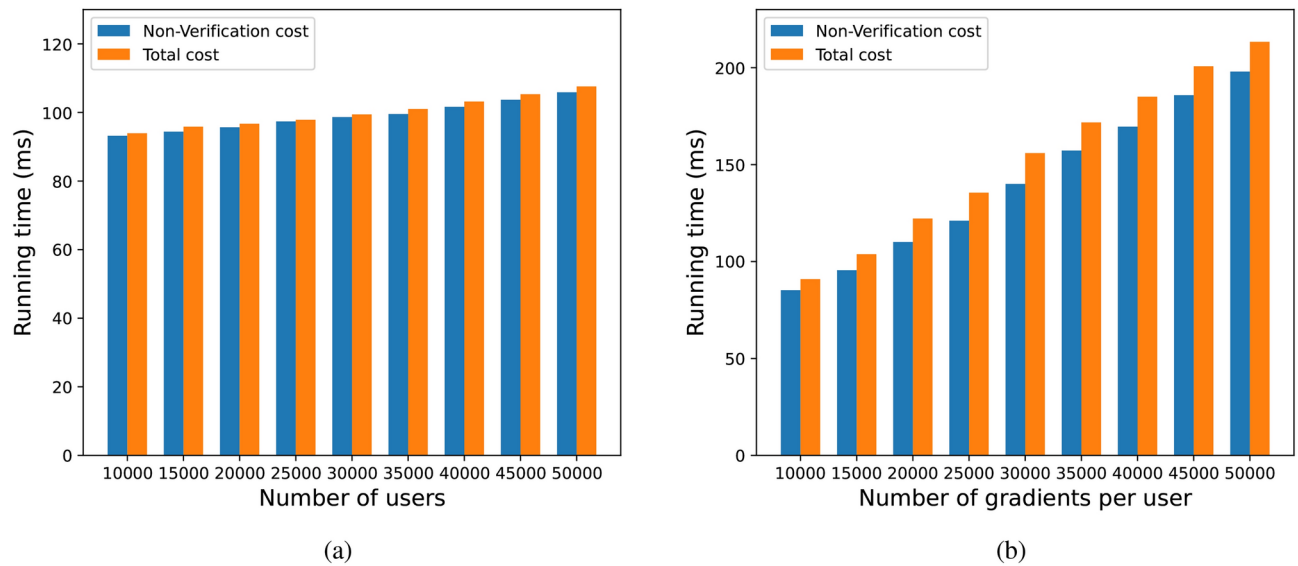 Non-Verification cost
Total cost
120
100
80
60
40
20
0
Running time (ms)
10000 15000 20000 25000 30000 35000 40000 45000 50000
Number of users
(a)
Non-Verification cost
Total cost
200
150
100
50
0
Running time (ms)
10000 15000 20000 25000 30000 35000 40000 45000 50000
Number of gradients per user
(b)